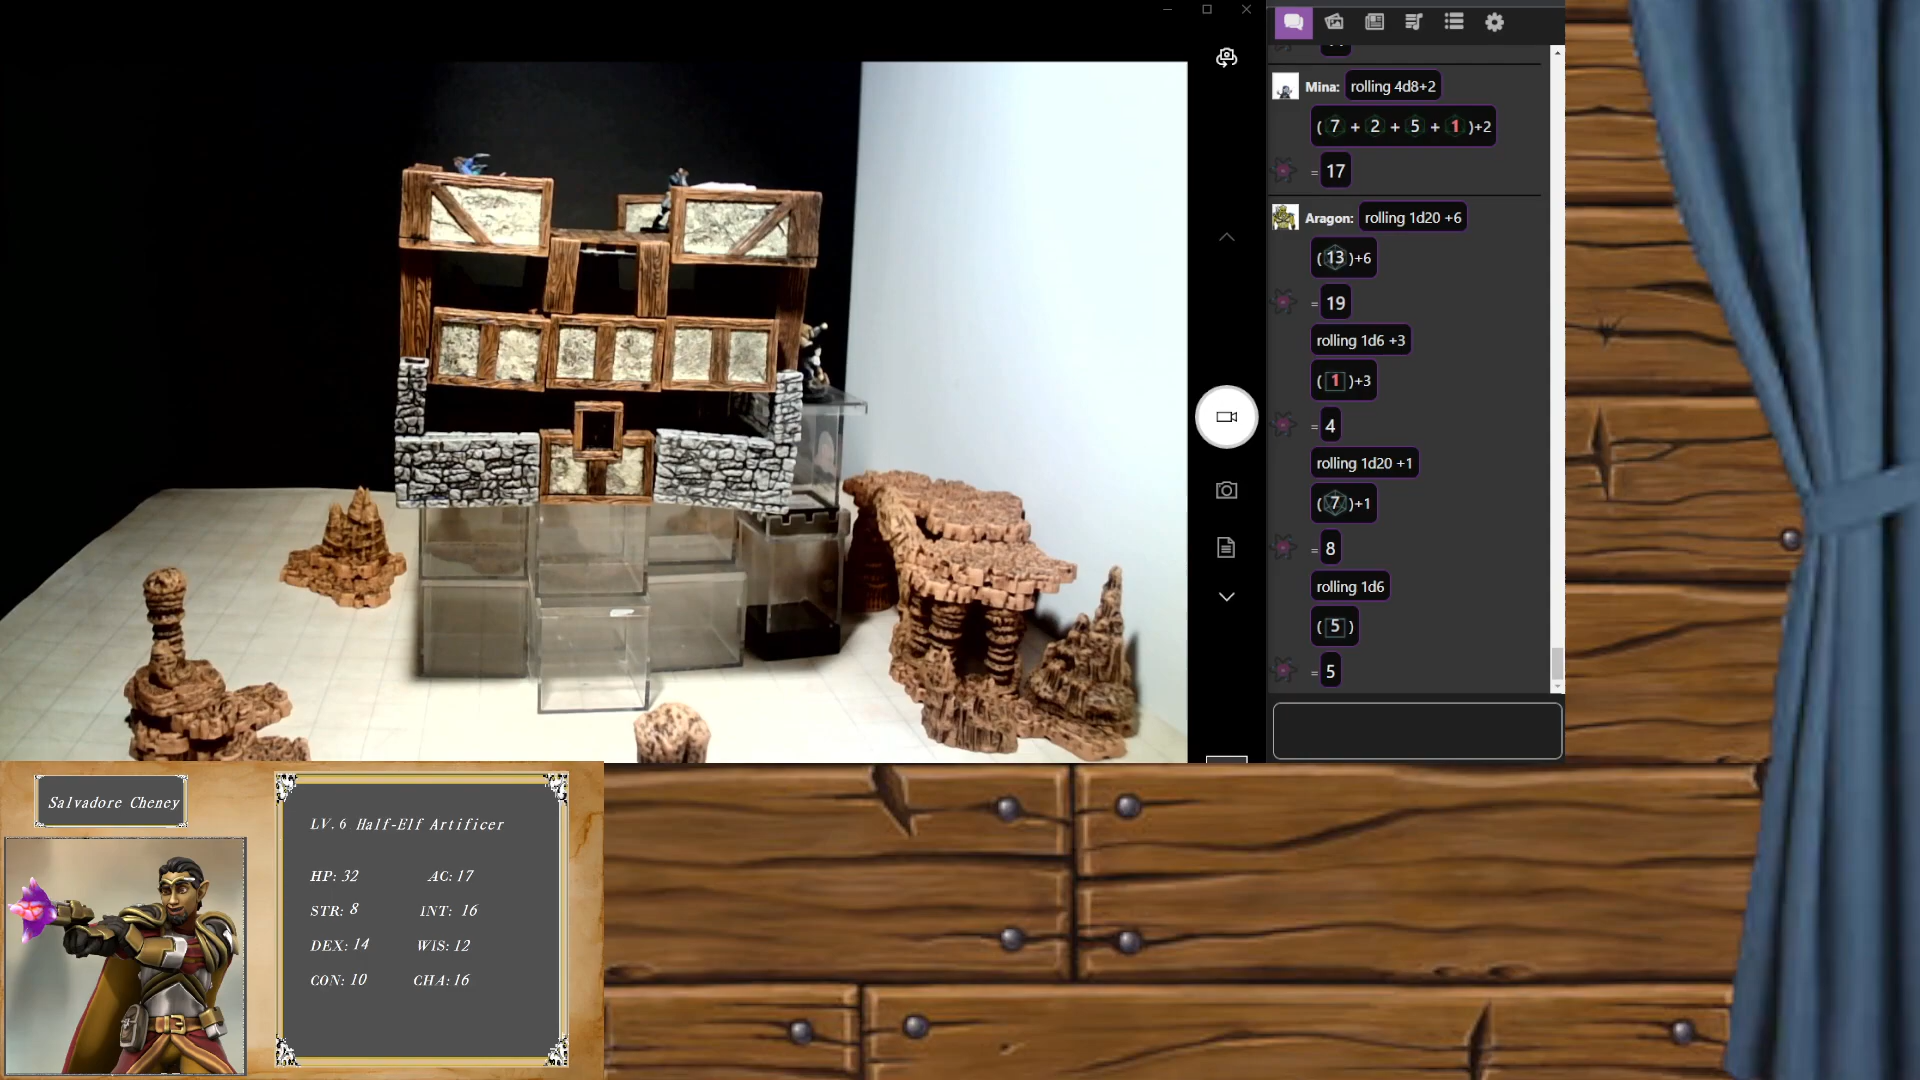 Mina: rolling 4d8+2
(7 + 2 + 5 + 1)+2
= 17
Aragon: rolling 1d20 +6
(13)+6
= 19
rolling 1d6 +3
(1)+3
= 4
rolling 1d20 +1
(7)+1
= 8
rolling 1d6
(5)
= 5
Salvadore Cheney
LV.6 Half-Elf Artificer
HP: 32 AC: 17
STR: 8 INT: 16
DEX: 14 WIS: 12
CON: 10 CHA: 16